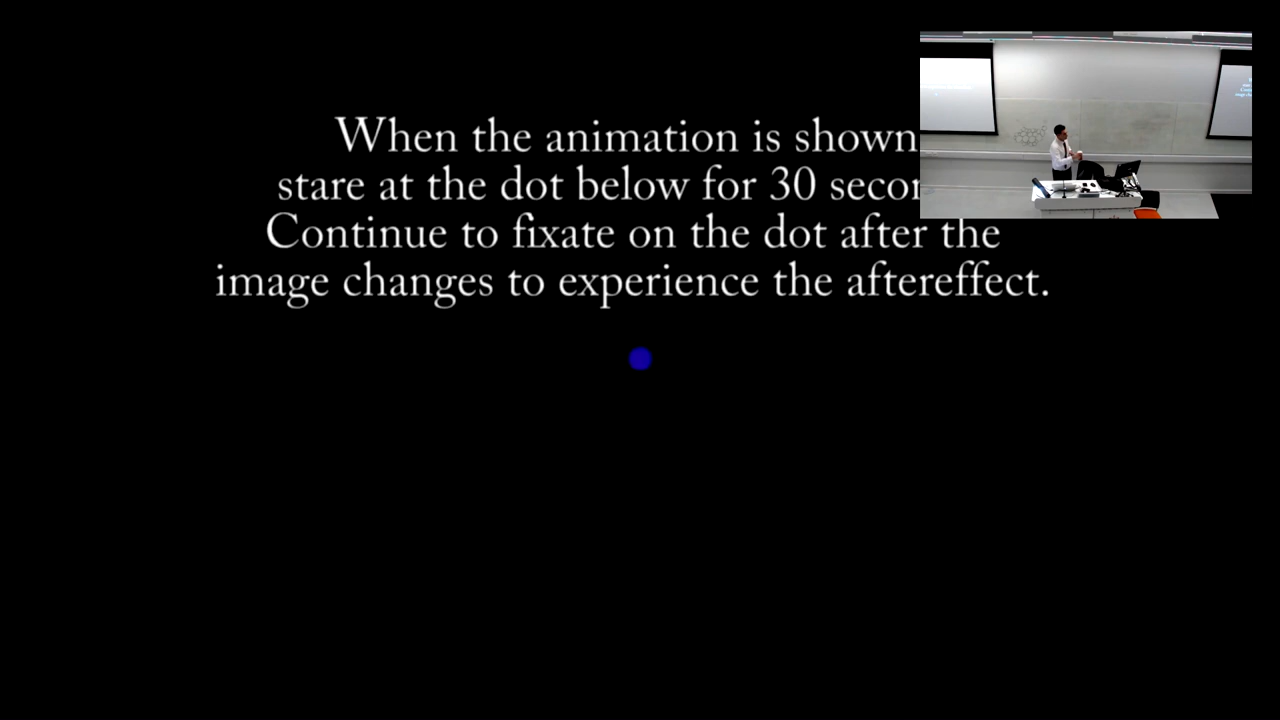 When the animation is shown
stare at the dot below for 30
Continue to fixate on the dot after the
image changes to experience the aftereffect.